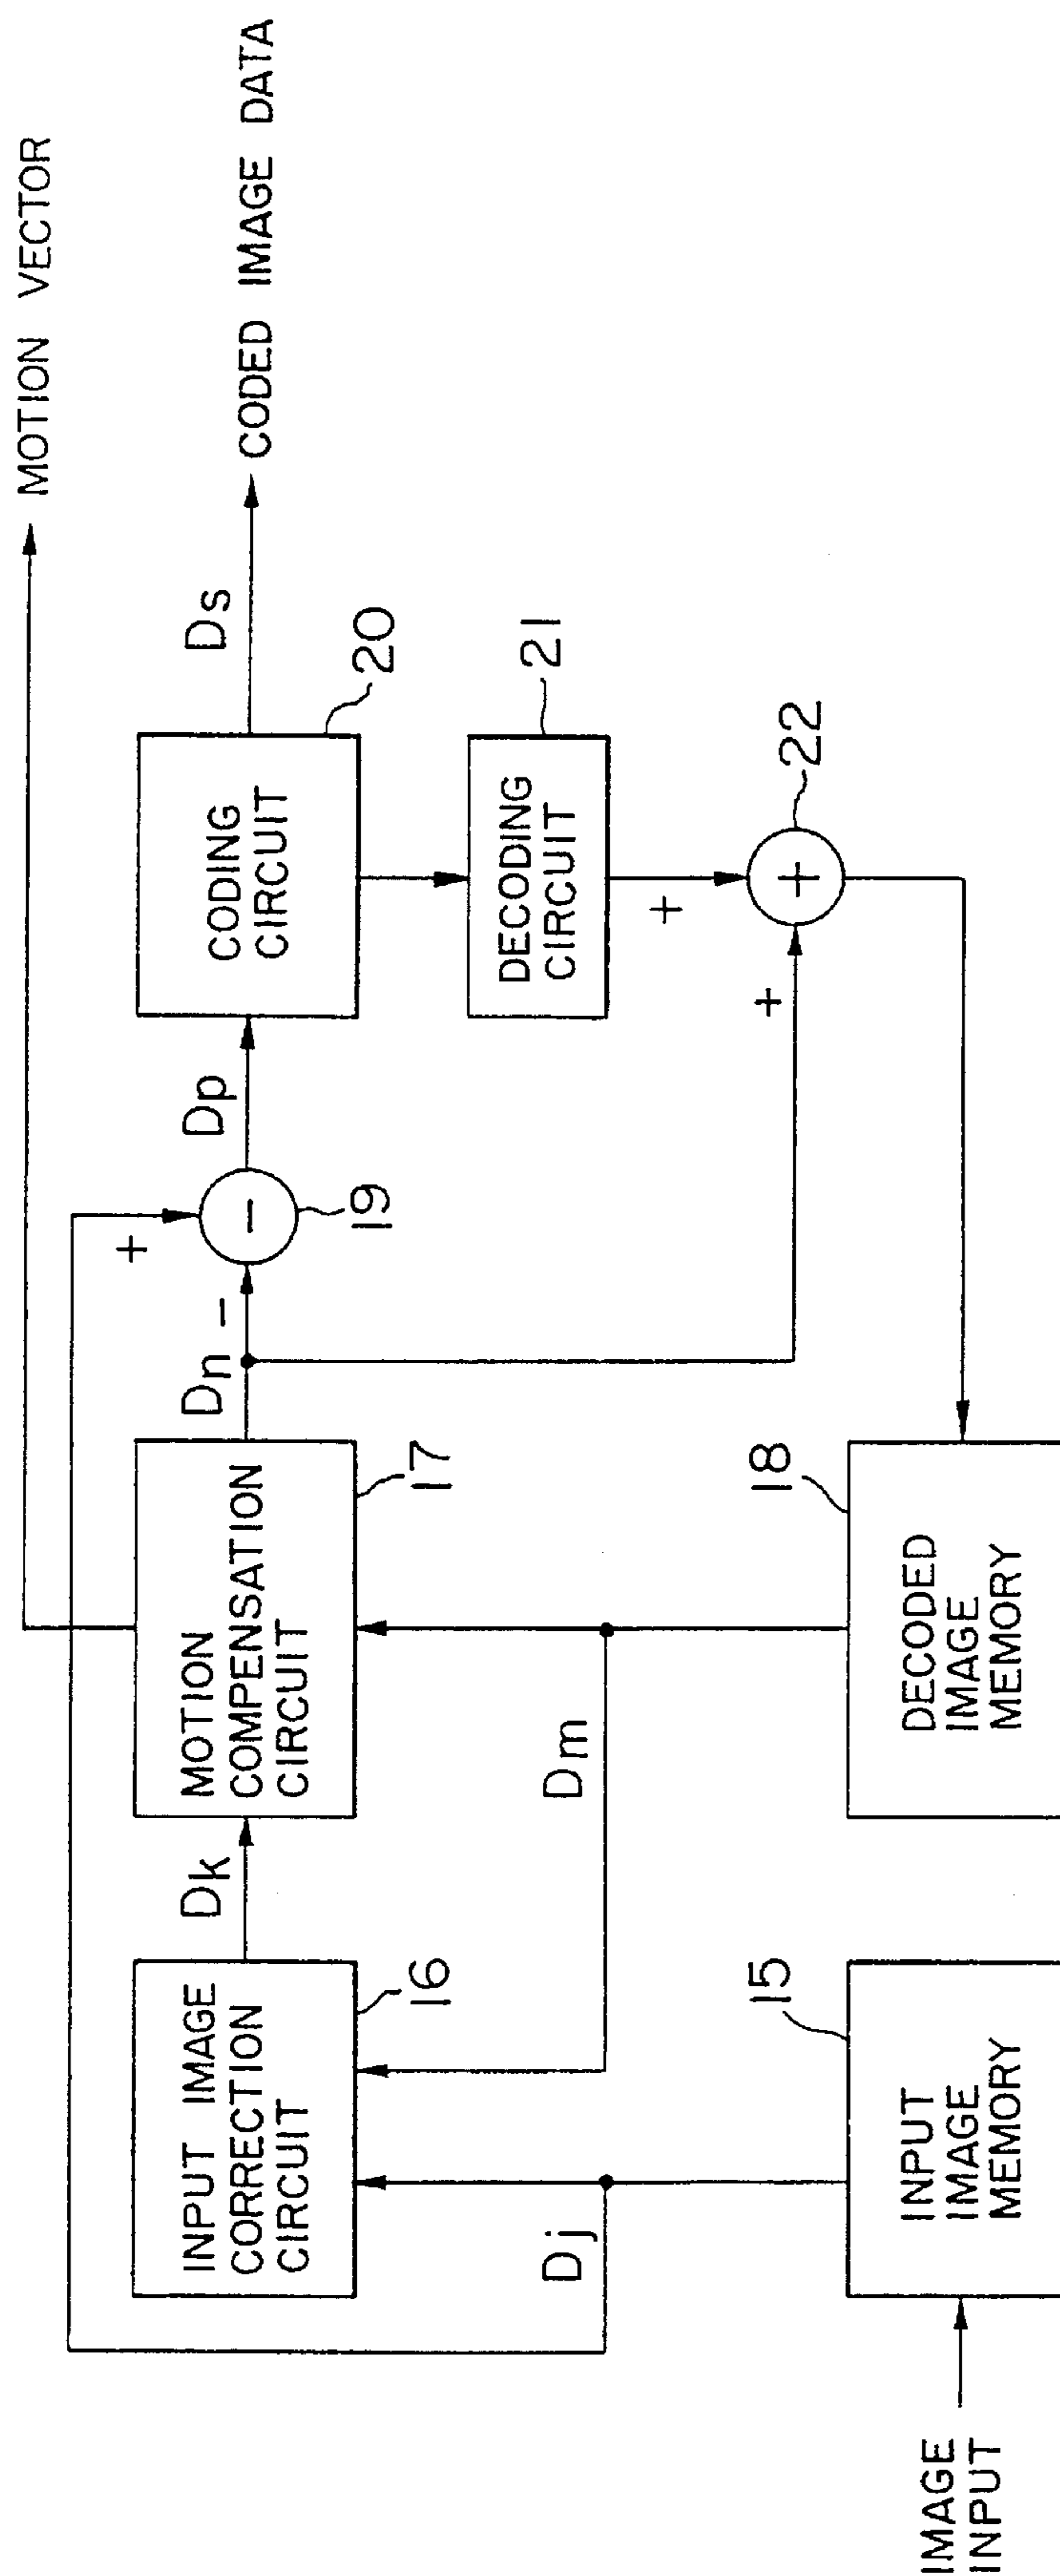 MOTION VECTOR
CODED IMAGE DATA
Ds
20
CODING
CIRCUIT
21
DECODING
CIRCUIT
22
+
+
+
Dp
19
−
+
Dn
−
17
MOTION
COMPENSATION
CIRCUIT
18
DECODED
IMAGE
MEMORY
Dm
Dk
16
INPUT IMAGE
CORRECTION
CIRCUIT
15
INPUT
IMAGE
MEMORY
Dj
IMAGE
INPUT